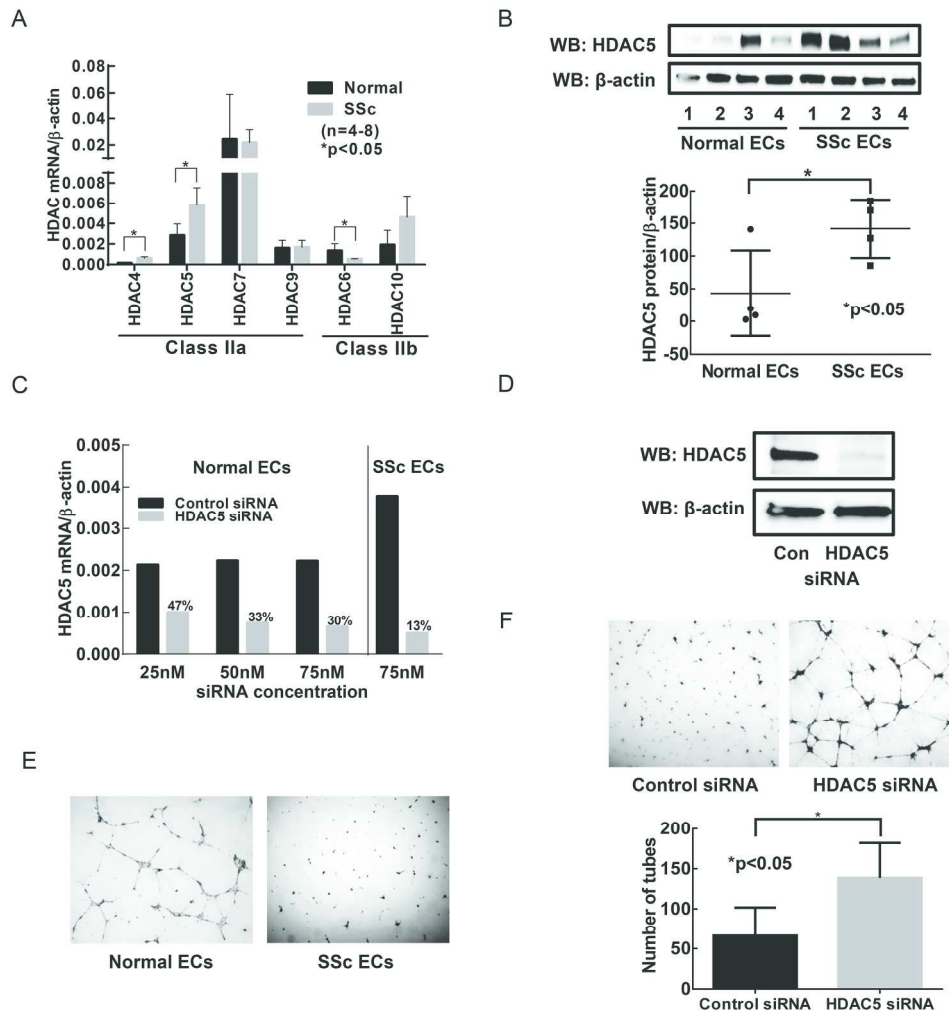 A
HDAC mRNA/β-actin
0.08
0.06
0.04
0.02
0.008
0.006
0.004
0.002
0.000
Normal
SSc
(n=4-8)
*p<0.05
*
*
*
HDAC4
HDAC5
HDAC7
HDAC9
HDAC6
HDAC10
Class IIa
Class IIb
B
WB: HDAC5
WB: β-actin
1 2 3 4 1 2 3 4
Normal ECs SSc ECs
HDAC5 protein/β-actin
200
150
100
50
0
-50
*
*p<0.05
Normal ECs SSc ECs
C
HDAC5 mRNA/β-actin
0.005
0.004
0.003
0.002
0.001
0.000
Normal ECs
SSc ECs
Control siRNA
HDAC5 siRNA
47%
33%
30%
13%
25nM 50nM 75nM 75nM
siRNA concentration
D
WB: HDAC5
WB: β-actin
Con HDAC5
siRNA
E
Normal ECs SSc ECs
F
Control siRNA HDAC5 siRNA
Number of tubes
200
150
100
50
0
*
*p<0.05
Control siRNA HDAC5 siRNA